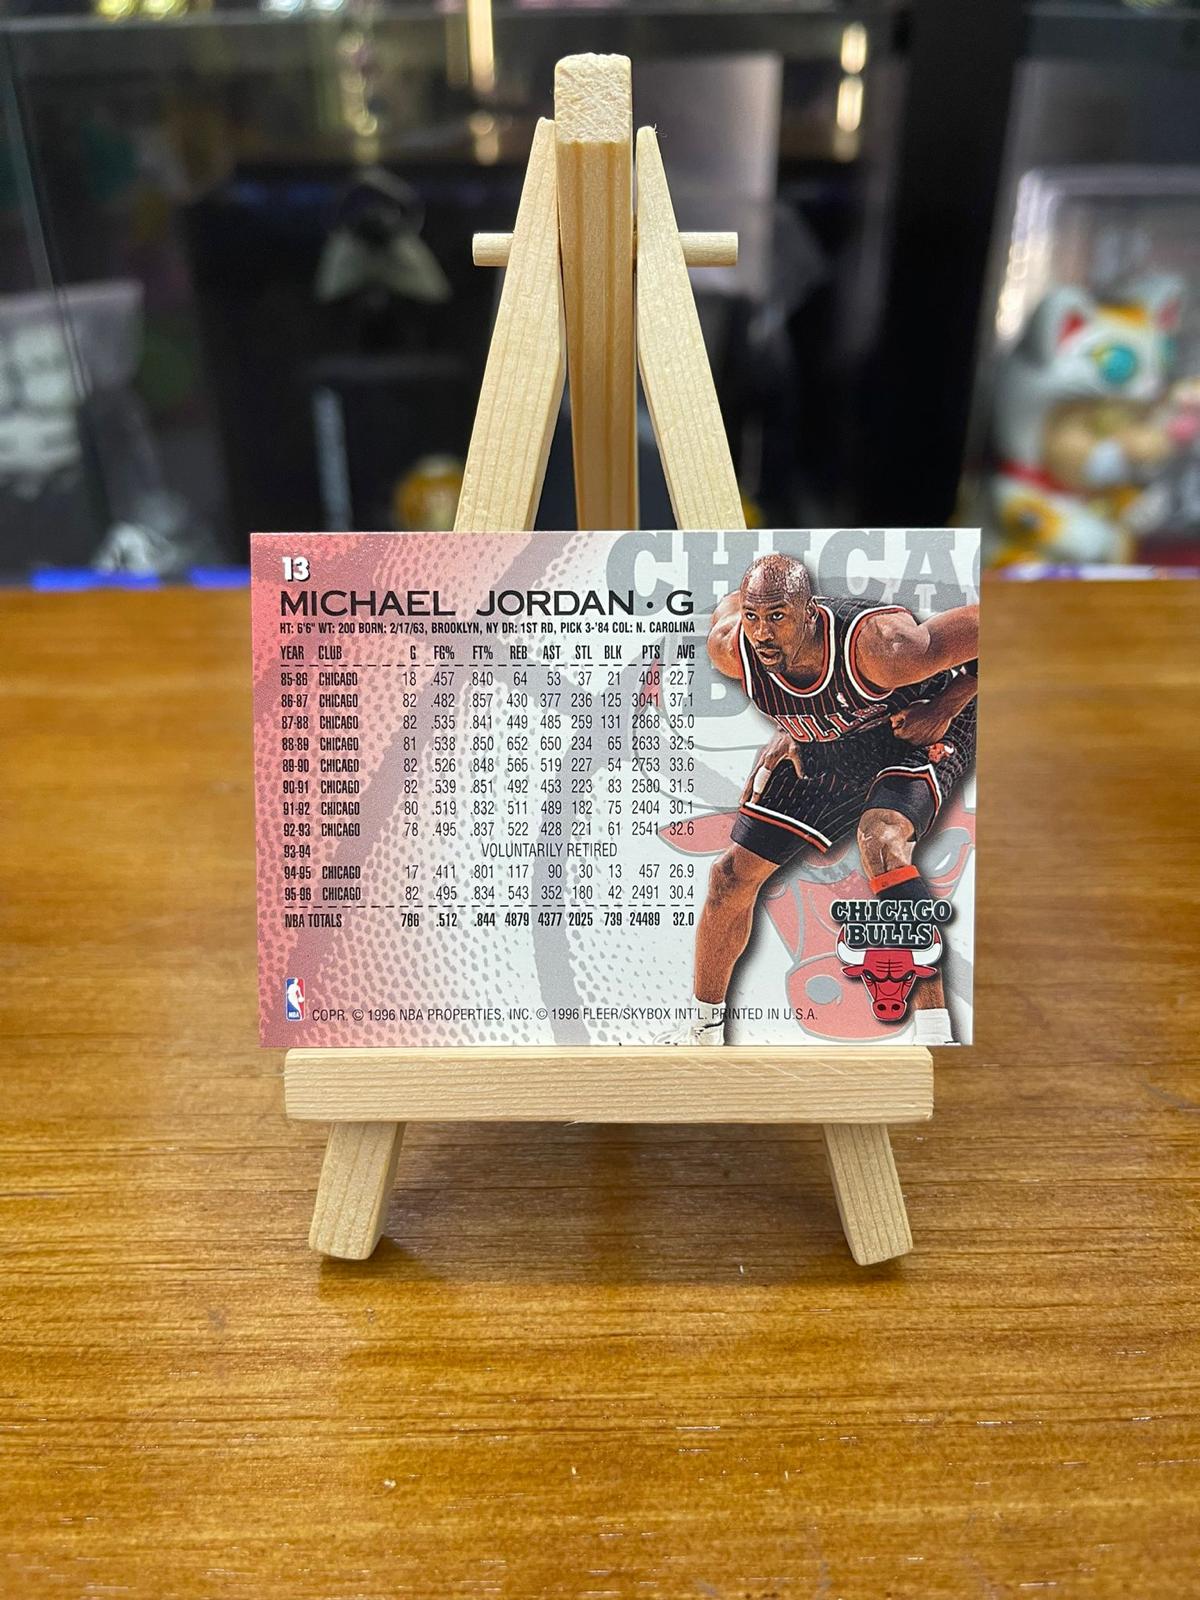 13
MICHAEL JORDAN · G
HT: 6'6" WT: 200 BORN: 2/17/63, BROOKLYN, NY DR: 1ST RD, PICK 3-'84 COL: N. CAROLINA
YEAR CLUB G FG% FT% REB AST STL BLK PTS AVG
85-86 CHICAGO 18 .457 .840 64 53 37 21 408 22.7
86-87 CHICAGO 82 .482 .857 430 377 236 125 3041 37.1
87-88 CHICAGO 82 .535 .841 449 485 259 131 2868 35.0
88-89 CHICAGO 81 .538 .850 652 650 234 65 2633 32.5
89-90 CHICAGO 82 .526 .848 565 519 227 54 2753 33.6
90-91 CHICAGO 82 .539 .851 492 453 223 83 2580 31.5
91-92 CHICAGO 80 .519 .832 511 489 182 75 2404 30.1
92-93 CHICAGO 78 .495 .837 522 428 221 61 2541 32.6
93-94 VOLUNTARILY RETIRED
94-95 CHICAGO 17 .411 .801 117 90 30 13 457 26.9
95-96 CHICAGO 82 .495 .834 543 352 180 42 2491 30.4
NBA TOTALS 766 .512 .844 4879 4377 2025 739 24489 32.0
CHICAGO
BULLS
NBA COPR. © 1996 NBA PROPERTIES, INC. © 1996 FLEER/SKYBOX INT'L. PRINTED IN U.S.A.
CHICA
BULLS